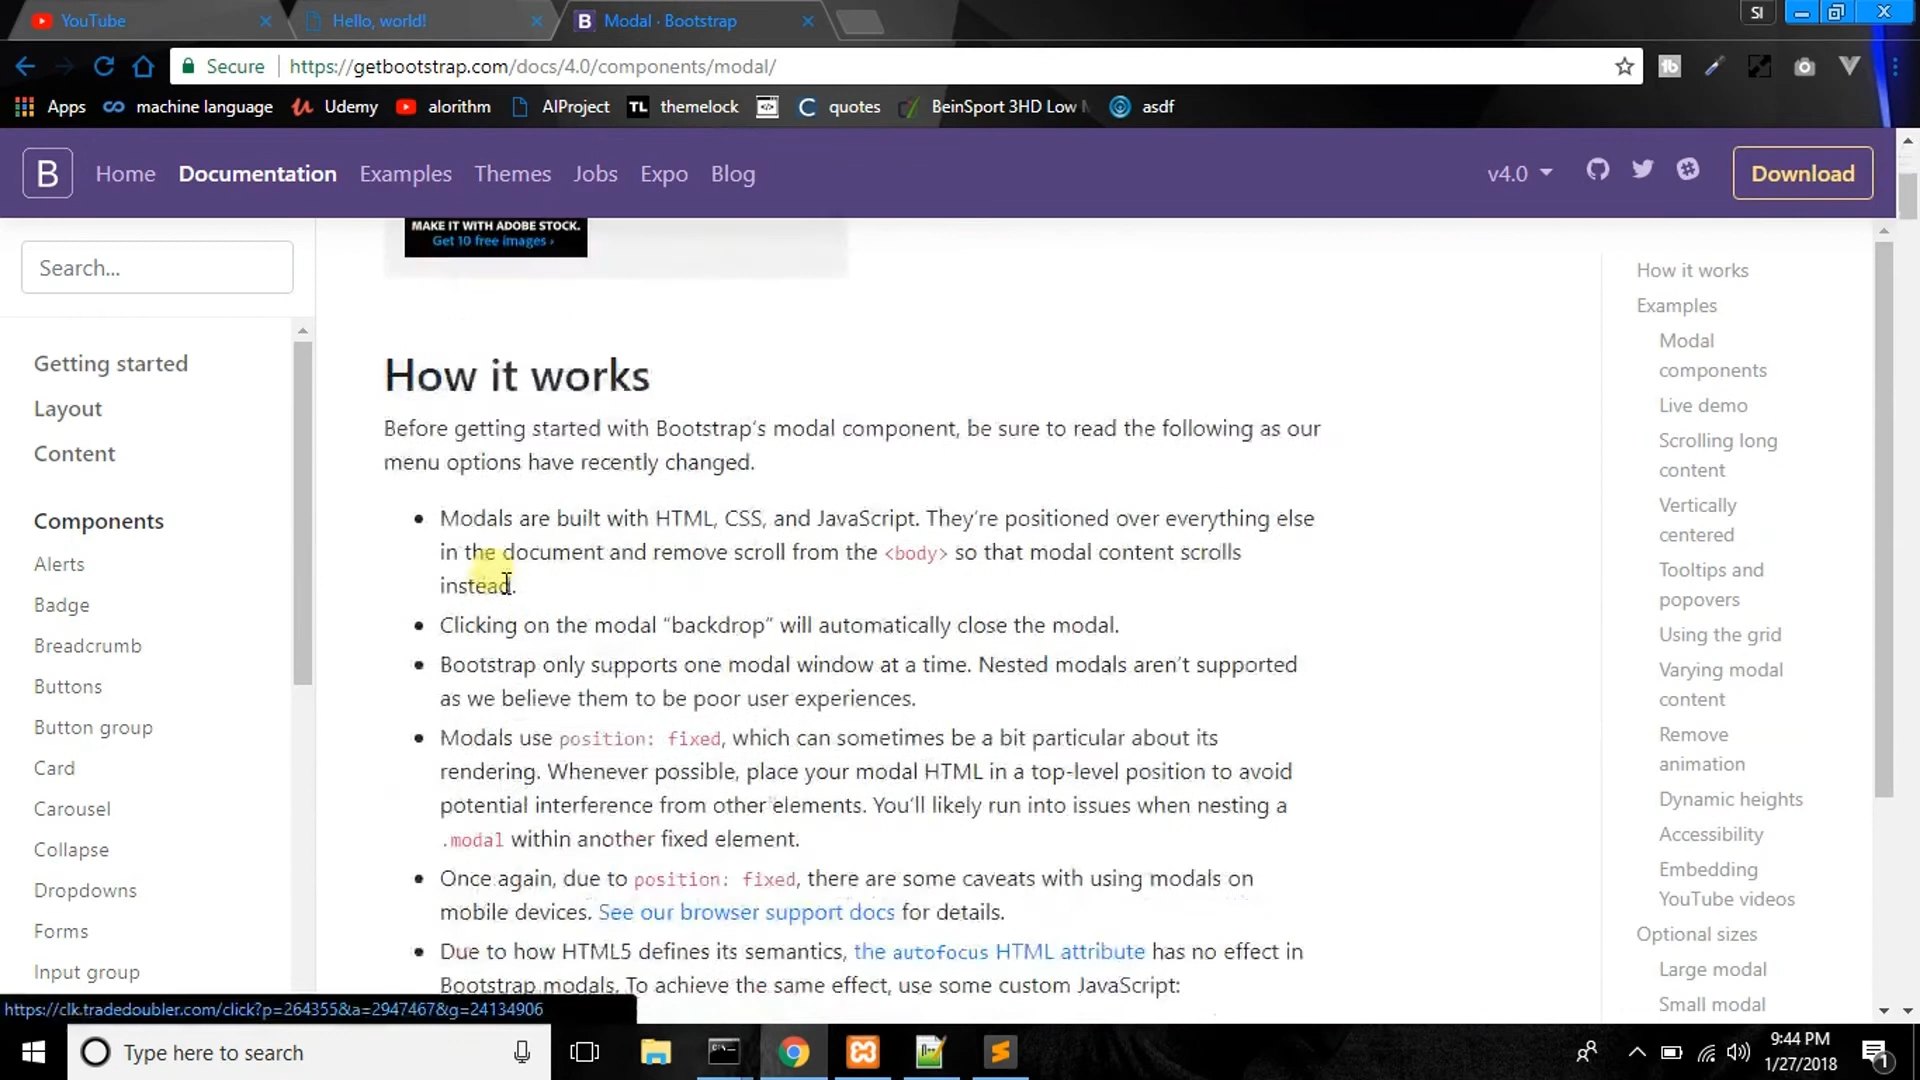 YouTube
Hello, world!
Modal · Bootstrap
SI
Secure
https://getbootstrap.com/docs/4.0/components/modal/
Apps
machine language
Udemy
alorithm
AIProject
TL
themelock
quotes
BeinSport 3HD Low
asdf
B
Home
Documentation
Examples
Themes
Jobs
Expo
Blog
v4.0
Download
MAKE IT WITH ADOBE STOCK.
Get 10 free images ›
Search...
Getting started
Layout
Content
Components
Alerts
Badge
Breadcrumb
Buttons
Button group
Card
Carousel
Collapse
Dropdowns
Forms
Input group
How it works
Before getting started with Bootstrap’s modal component, be sure to read the following as our
menu options have recently changed.
Modals are built with HTML, CSS, and JavaScript. They’re positioned over everything else
in the document and remove scroll from the <body> so that modal content scrolls
instead.
Clicking on the modal “backdrop” will automatically close the modal.
Bootstrap only supports one modal window at a time. Nested modals aren’t supported
as we believe them to be poor user experiences.
Modals use position: fixed, which can sometimes be a bit particular about its
rendering. Whenever possible, place your modal HTML in a top-level position to avoid
potential interference from other elements. You’ll likely run into issues when nesting a
.modal within another fixed element.
Once again, due to position: fixed, there are some caveats with using modals on
mobile devices. See our browser support docs for details.
Due to how HTML5 defines its semantics, the autofocus HTML attribute has no effect in
Bootstrap modals. To achieve the same effect, use some custom JavaScript:
How it works
Examples
Modal
components
Live demo
Scrolling long
content
Vertically
centered
Tooltips and
popovers
Using the grid
Varying modal
content
Remove
animation
Dynamic heights
Accessibility
Embedding
YouTube videos
Optional sizes
Large modal
Small modal
https://clk.tradedoubler.com/click?p=264355&a=2947467&g=24134906
Type here to search
9:44 PM
1/27/2018
1